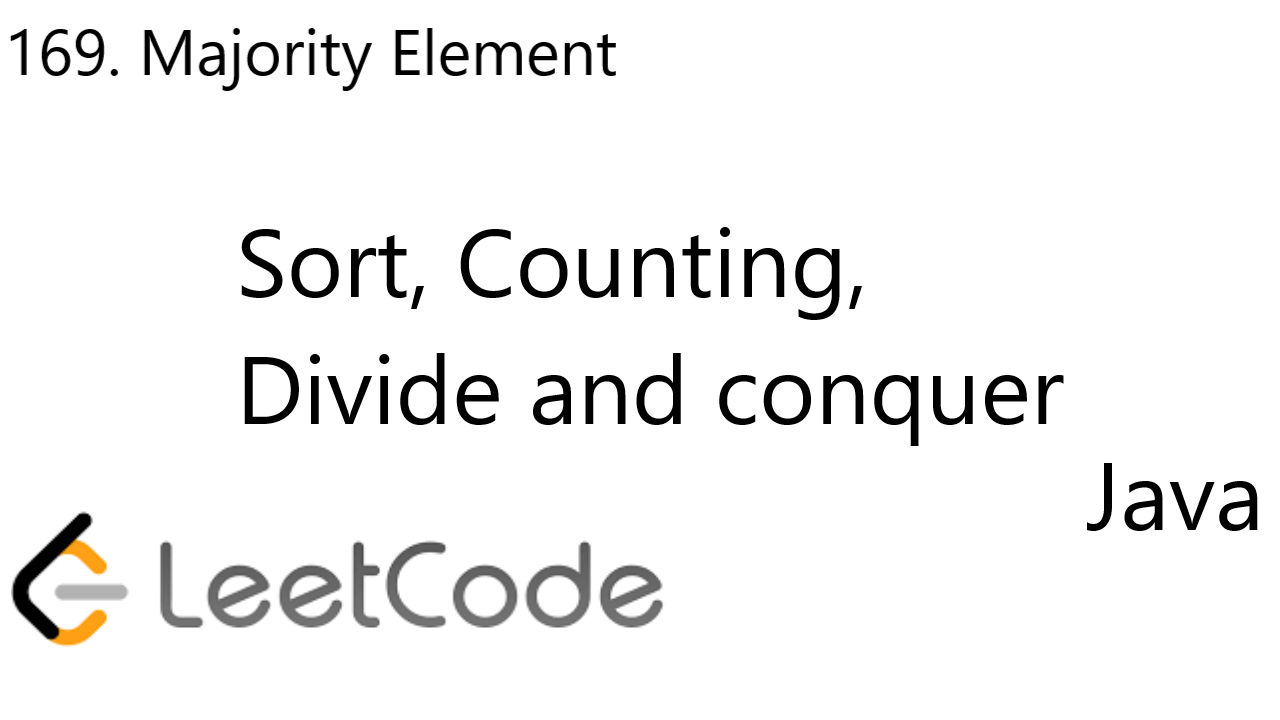 169. Majority Element
Sort, Counting,
Divide and conquer
Java
LeetCode